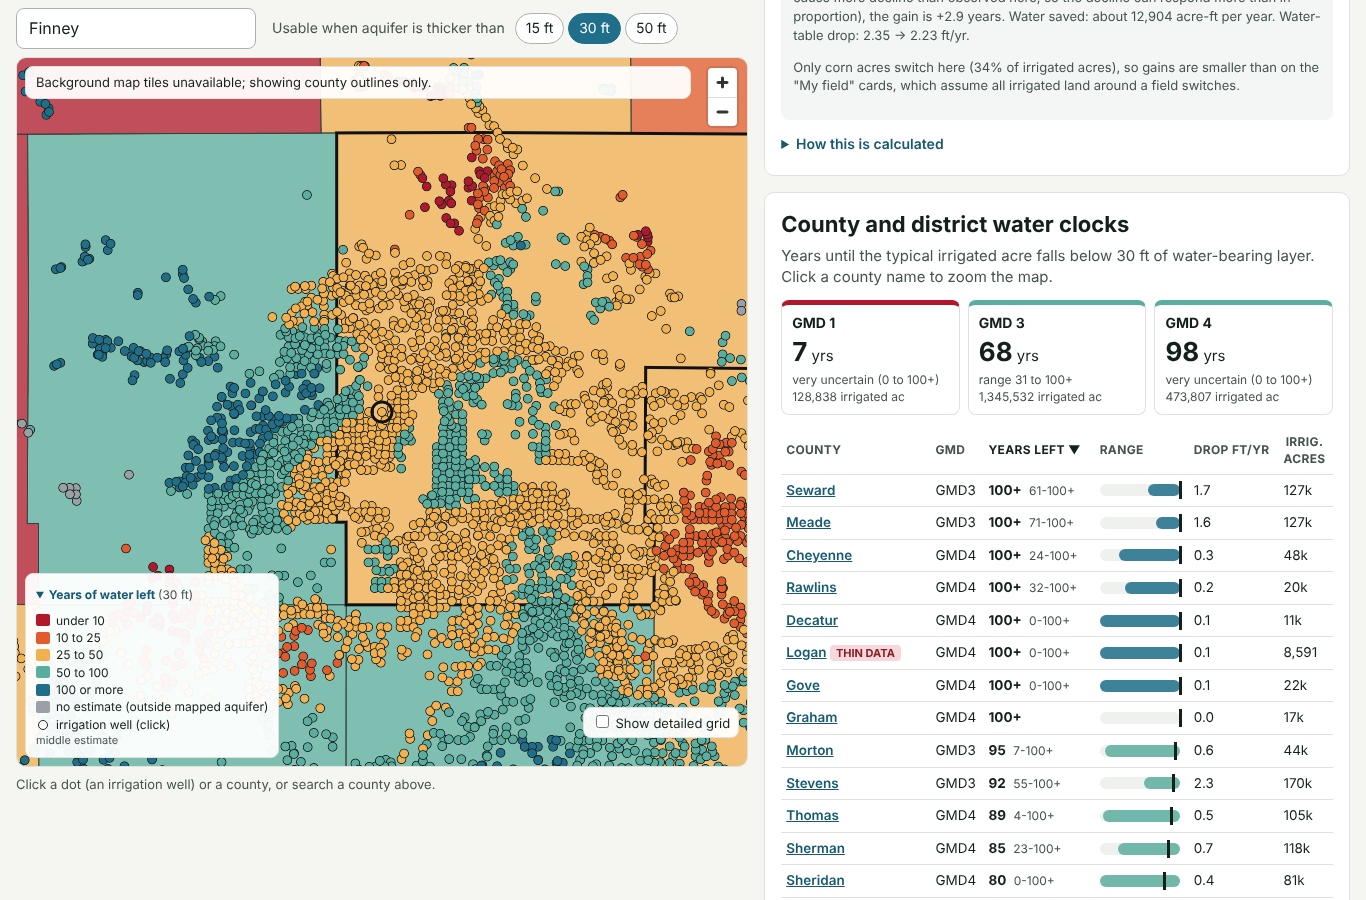 Finney
Usable when aquifer is thicker than 15 ft 30 ft 50 ft
Background map tiles unavailable; showing county outlines only.
+
−
▼ Years of water left (30 ft)
under 10
10 to 25
25 to 50
50 to 100
100 or more
no estimate (outside mapped aquifer)
irrigation well (click)
middle estimate
Show detailed grid
Click a dot (an irrigation well) or a county, or search a county above.
proportion), the gain is +2.9 years. Water saved: about 12,904 acre-ft per year. Water-
table drop: 2.35 → 2.23 ft/yr.
Only corn acres switch here (34% of irrigated acres), so gains are smaller than on the
"My field" cards, which assume all irrigated land around a field switches.
▶ How this is calculated
County and district water clocks
Years until the typical irrigated acre falls below 30 ft of water-bearing layer.
Click a county name to zoom the map.
GMD 1
7 yrs
very uncertain (0 to 100+)
128,838 irrigated ac
GMD 3
68 yrs
range 31 to 100+
1,345,532 irrigated ac
GMD 4
98 yrs
very uncertain (0 to 100+)
473,807 irrigated ac
COUNTY GMD YEARS LEFT ▼ RANGE DROP FT/YR IRRIG. ACRES
Seward GMD3 100+ 61-100+ 1.7 127k
Meade GMD3 100+ 71-100+ 1.6 127k
Cheyenne GMD4 100+ 24-100+ 0.3 48k
Rawlins GMD4 100+ 32-100+ 0.2 20k
Decatur GMD4 100+ 0-100+ 0.1 11k
Logan THIN DATA GMD4 100+ 0-100+ 0.1 8,591
Gove GMD4 100+ 0-100+ 0.1 22k
Graham GMD4 100+ 0.0 17k
Morton GMD3 95 7-100+ 0.6 44k
Stevens GMD3 92 55-100+ 2.3 170k
Thomas GMD4 89 4-100+ 0.5 105k
Sherman GMD4 85 23-100+ 0.7 118k
Sheridan GMD4 80 0-100+ 0.4 81k